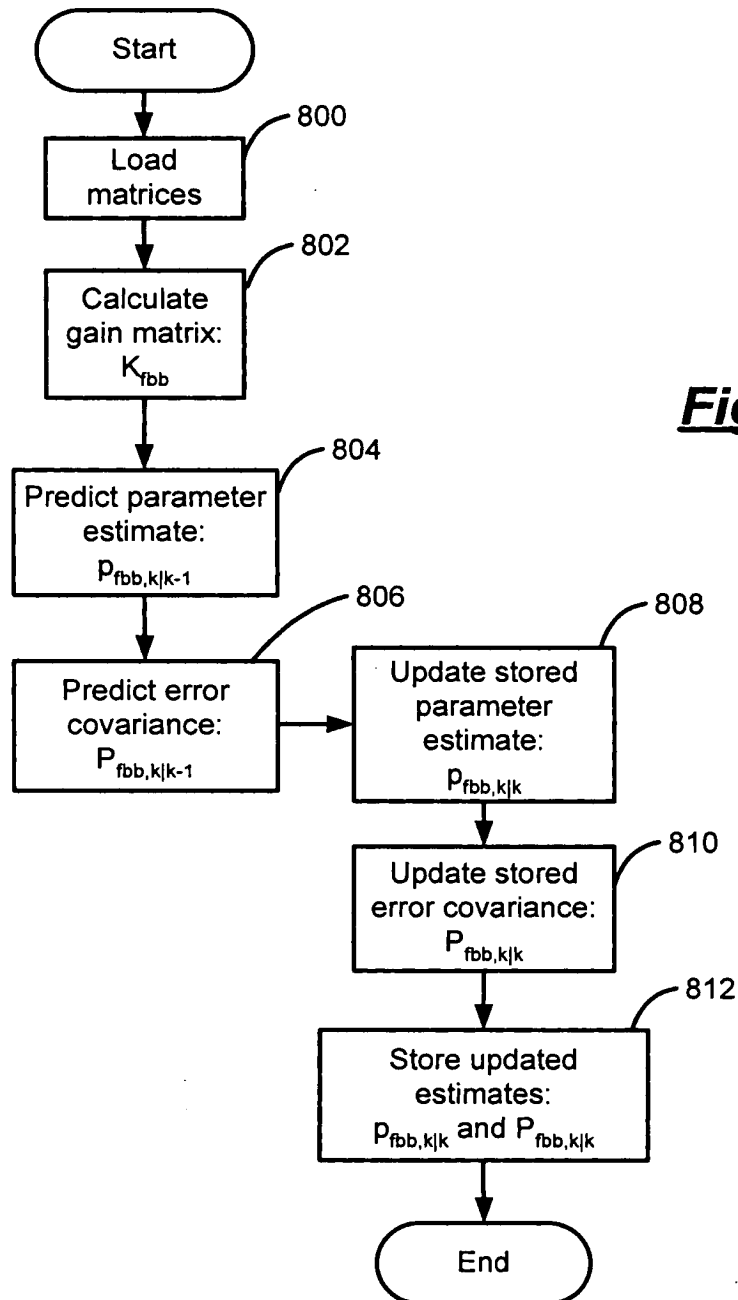 Start
800
Load
matrices
802
Calculate
gain matrix:
K_fbb
804
Predict parameter
estimate:
p_fbb,k|k-1
806
Predict error
covariance:
P_fbb,k|k-1
808
Update stored
parameter
estimate:
p_fbb,k|k
810
Update stored
error covariance:
P_fbb,k|k
812
Store updated
estimates:
p_fbb,k|k and P_fbb,k|k
End